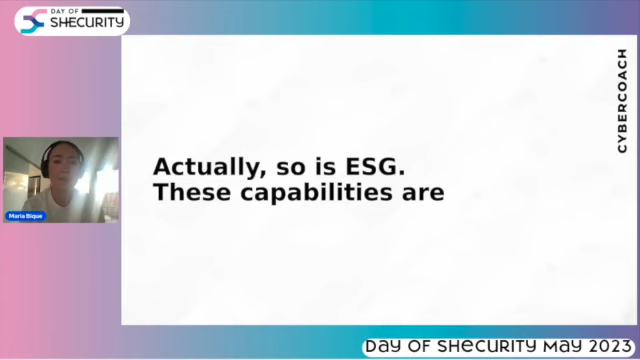 DAY OF
SHECURITY
CYBERCOACH
Actually, so is ESG.
These capabilities are
Maria Bique
DAY OF SHECURITY MAY 2023